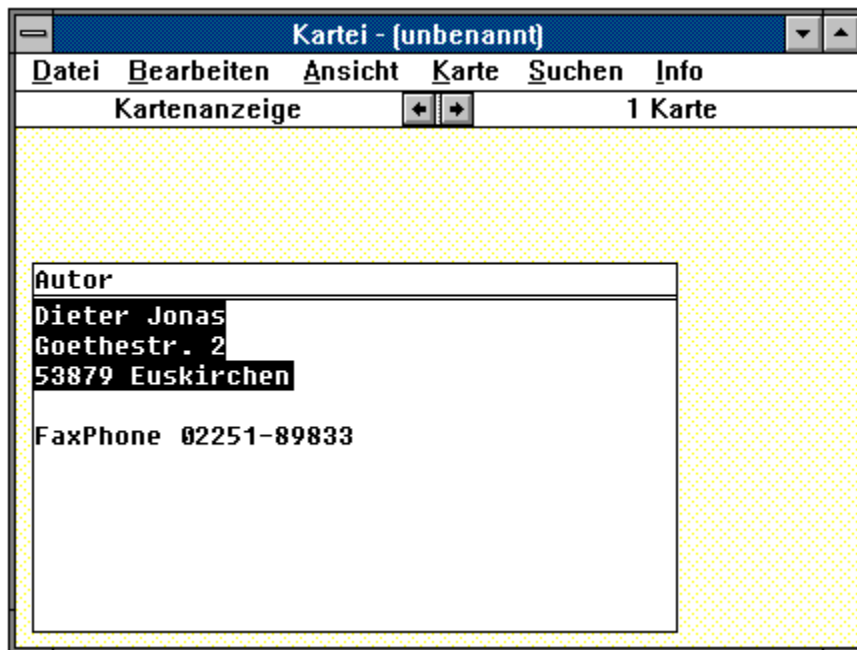 Kartei - (unbenannt)
Datei Bearbeiten Ansicht Karte Suchen Info
Kartenanzeige 1 Karte
Autor
Dieter Jonas
Goethestr. 2
53879 Euskirchen
FaxPhone 02251-89833